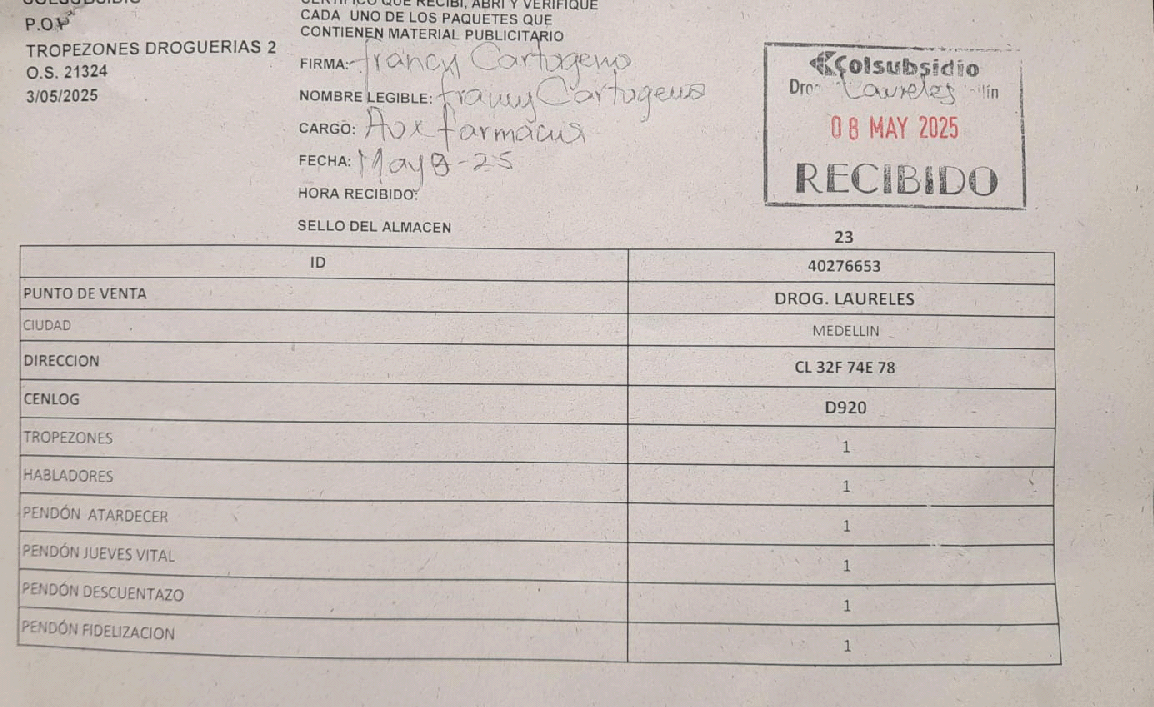 COLSUBSIDIO
P.O.P
TROPEZONES DROGUERIAS 2
O.S. 21324
3/05/2025
CERTIFICO QUE RECIBI, ABRI Y VERIFIQUE
CADA UNO DE LOS PAQUETES QUE
CONTIENEN MATERIAL PUBLICITARIO
FIRMA: Francy Cartagena
NOMBRE LEGIBLE: Francy Cartagena
CARGO: Aux farmacia
FECHA: May 8-25
HORA RECIBIDO:
SELLO DEL ALMACEN
Colsubsidio
Laureles
08 MAY 2025
RECIBIDO
23
ID 40276653
PUNTO DE VENTA DROG. LAURELES
CIUDAD MEDELLIN
DIRECCION CL 32F 74E 78
CENLOG D920
TROPEZONES 1
HABLADORES 1
PENDÓN ATARDECER 1
PENDÓN JUEVES VITAL 1
PENDÓN DESCUENTAZO 1
PENDÓN FIDELIZACION 1